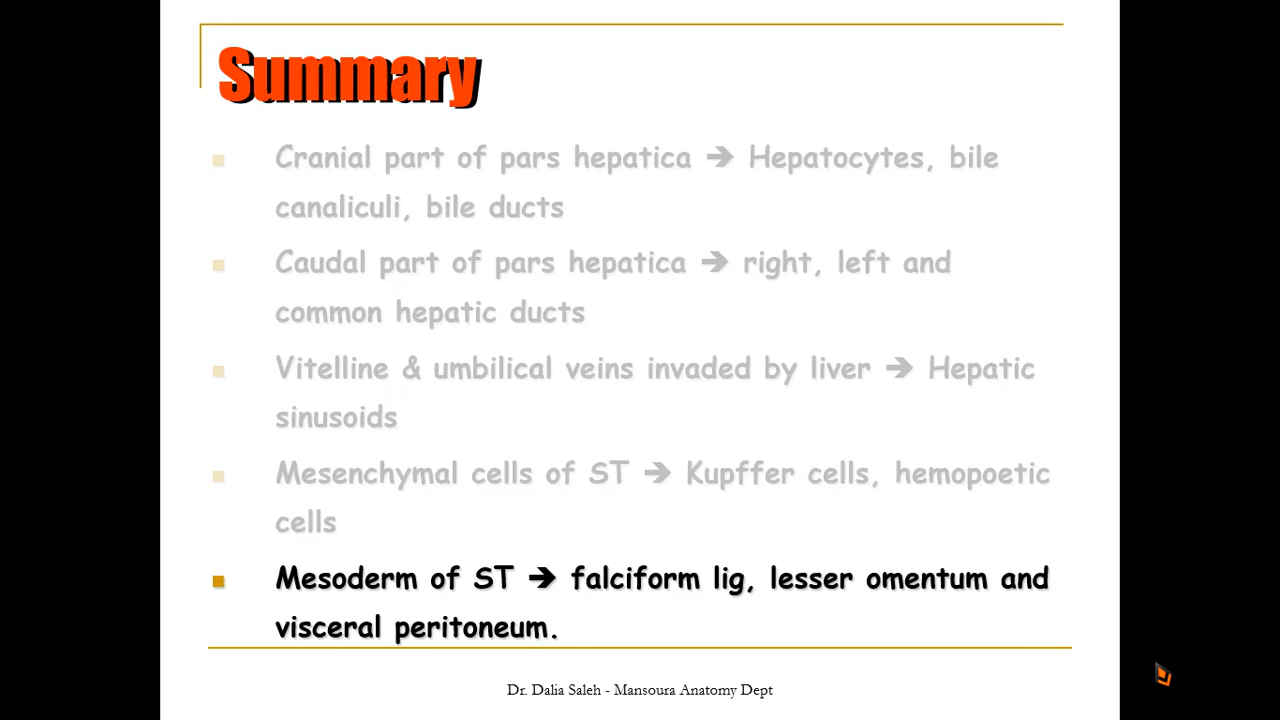 Summary
Cranial part of pars hepatica ➔ Hepatocytes, bile
canaliculi, bile ducts
Caudal part of pars hepatica ➔ right, left and
common hepatic ducts
Vitelline & umbilical veins invaded by liver ➔ Hepatic
sinusoids
Mesenchymal cells of ST ➔ Kupffer cells, hemopoetic
cells
Mesoderm of ST ➔ falciform lig, lesser omentum and
visceral peritoneum.
Dr. Dalia Saleh - Mansoura Anatomy Dept